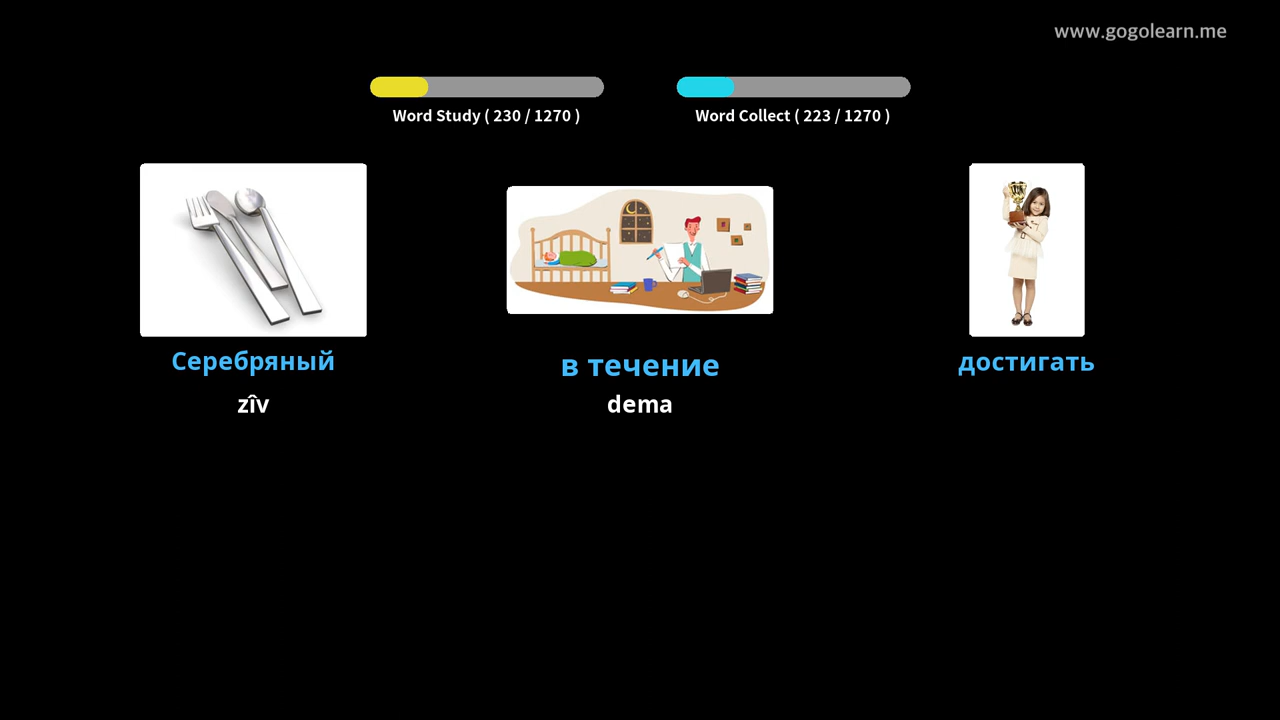 www.gogolearn.me
Word Study ( 230 / 1270 )
Word Collect ( 223 / 1270 )
Серебряный
в течение
достигать
zîv
dema